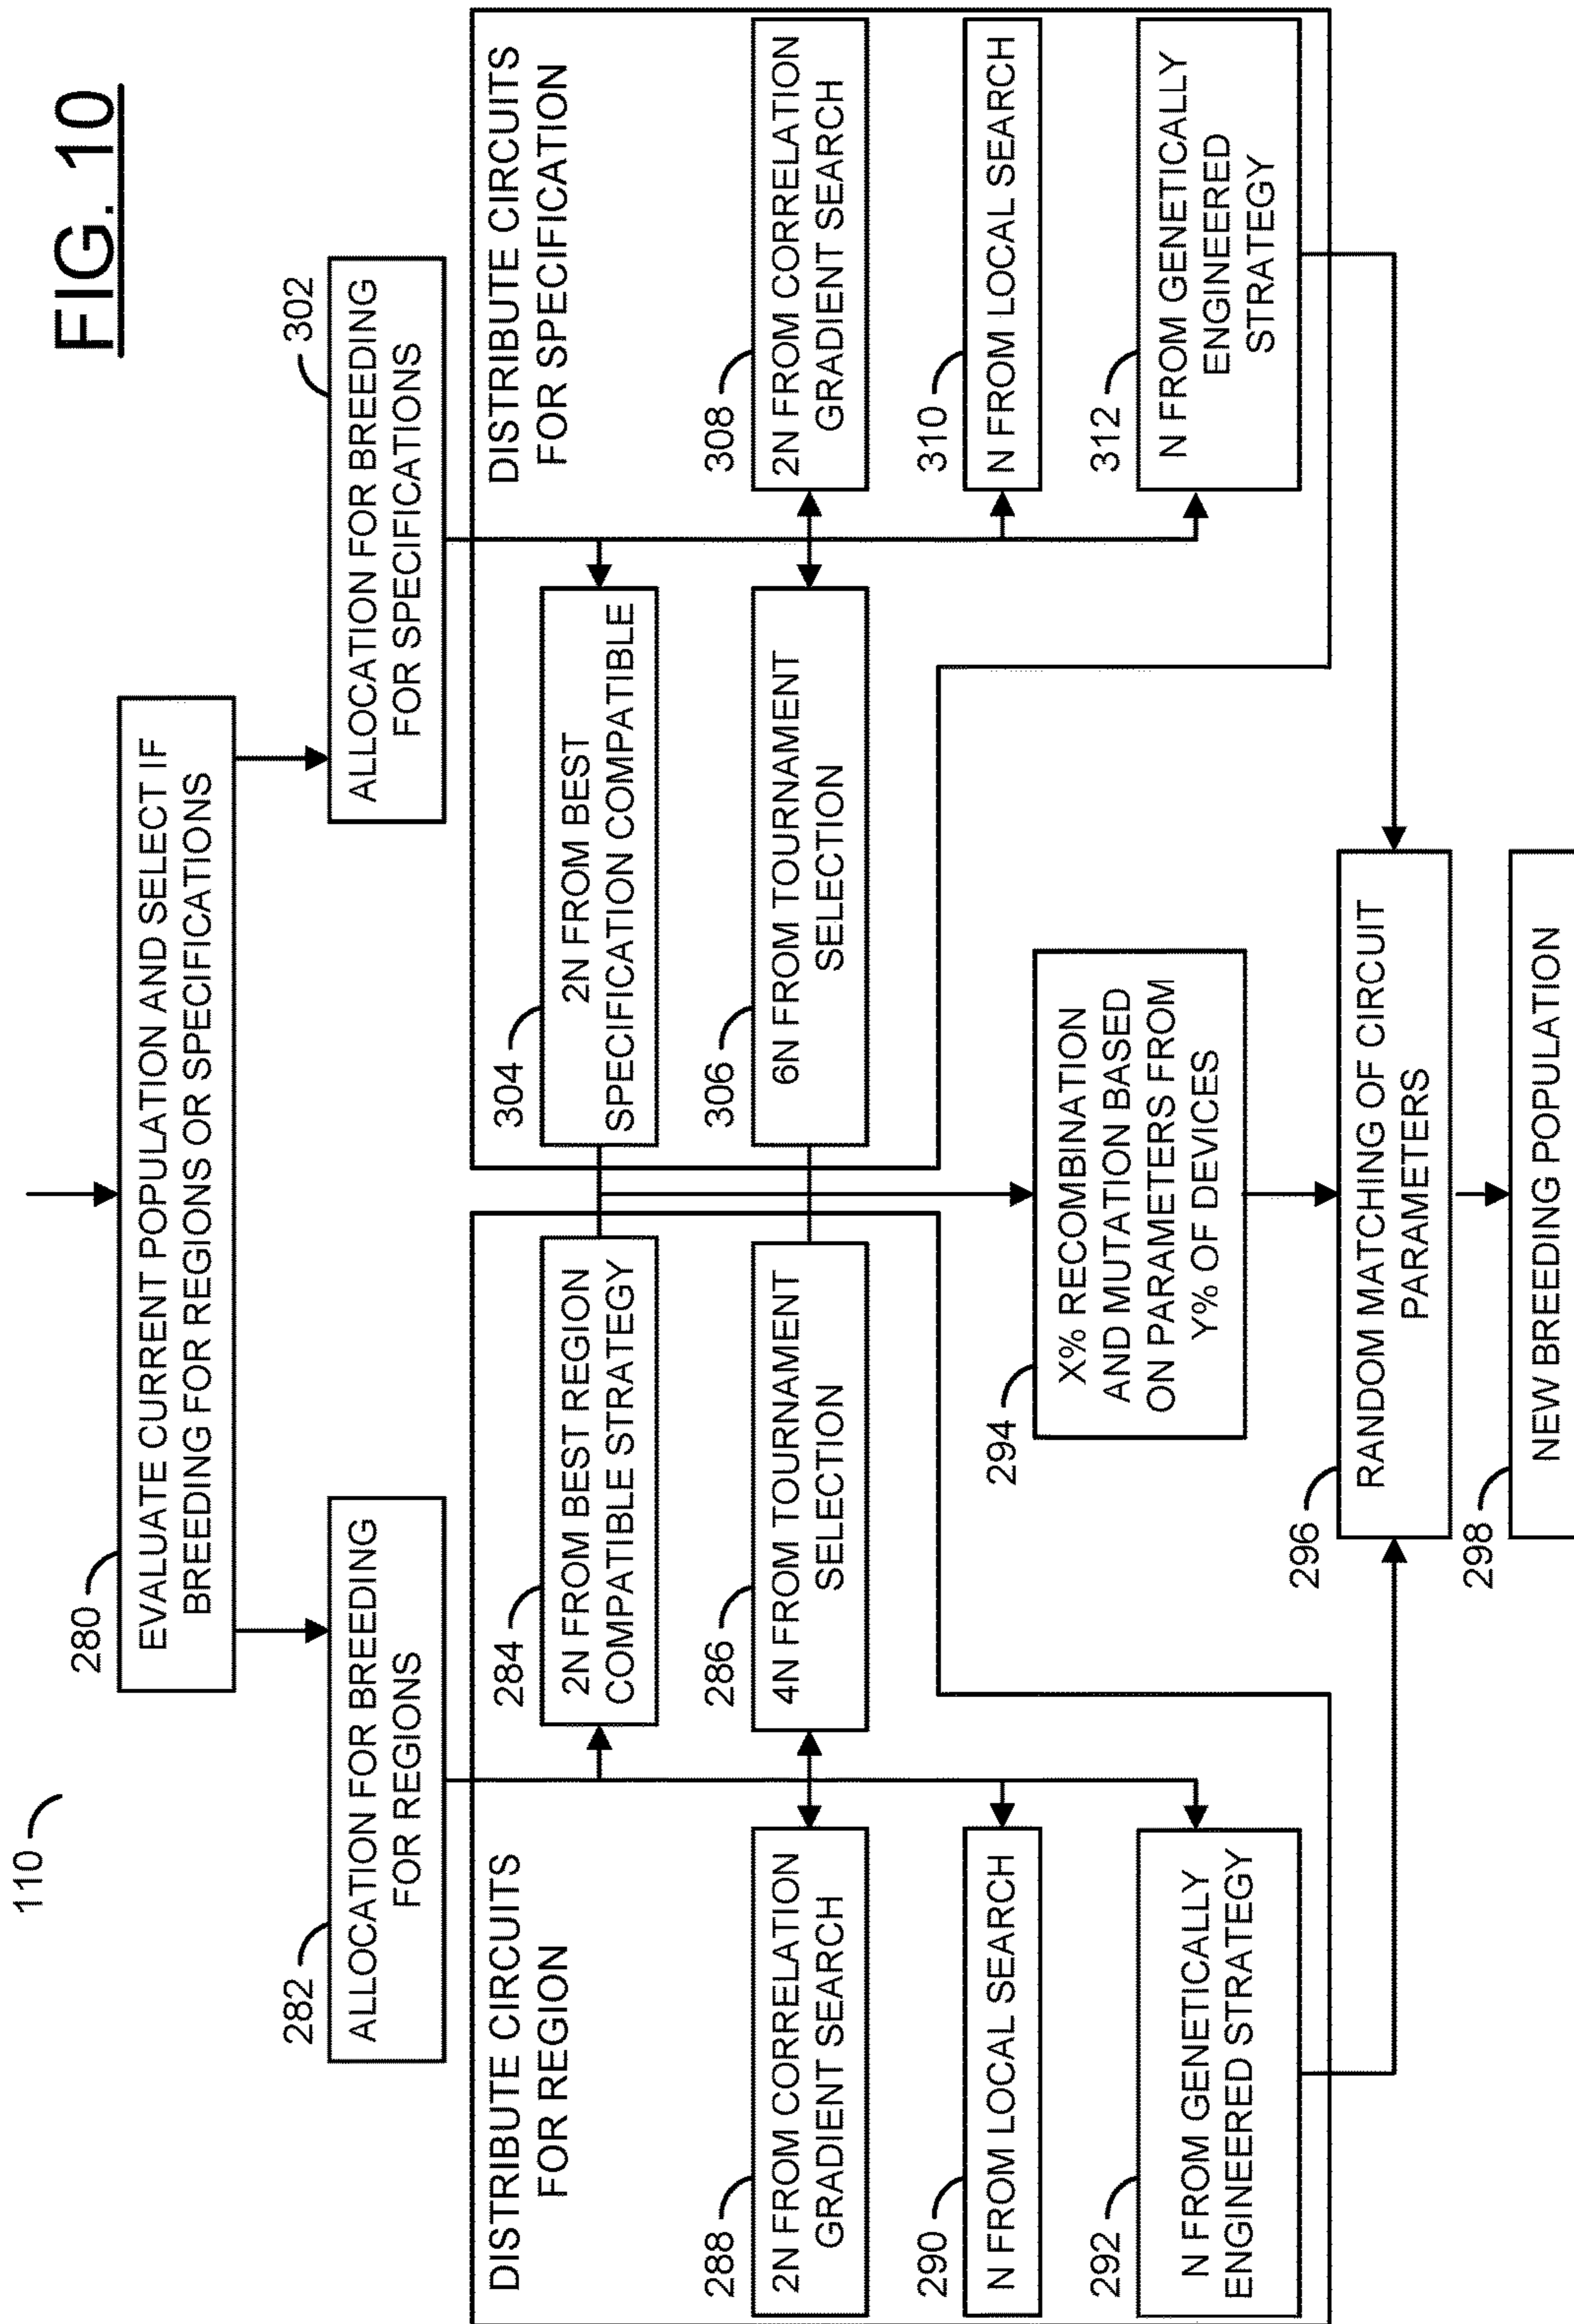 FIG. 10
110
280
EVALUATE CURRENT POPULATION AND SELECT IF
BREEDING FOR REGIONS OR SPECIFICATIONS
282
ALLOCATION FOR BREEDING
FOR REGIONS
302
ALLOCATION FOR BREEDING
FOR SPECIFICATIONS
DISTRIBUTE CIRCUITS
FOR REGION
284
2N FROM BEST REGION
COMPATIBLE STRATEGY
286
4N FROM TOURNAMENT
SELECTION
288
2N FROM CORRELATION
GRADIENT SEARCH
290
N FROM LOCAL SEARCH
292
N FROM GENETICALLY
ENGINEERED STRATEGY
DISTRIBUTE CIRCUITS
FOR SPECIFICATION
304
2N FROM BEST
SPECIFICATION COMPATIBLE
306
6N FROM TOURNAMENT
SELECTION
308
2N FROM CORRELATION
GRADIENT SEARCH
310
N FROM LOCAL SEARCH
312
N FROM GENETICALLY
ENGINEERED
STRATEGY
294
X% RECOMBINATION
AND MUTATION BASED
ON PARAMETERS FROM
Y% OF DEVICES
296
RANDOM MATCHING OF CIRCUIT
PARAMETERS
298
NEW BREEDING POPULATION